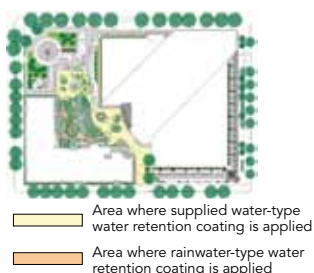 Area where supplied water-type
water retention coating is applied
Area where rainwater-type water
retention coating is applied